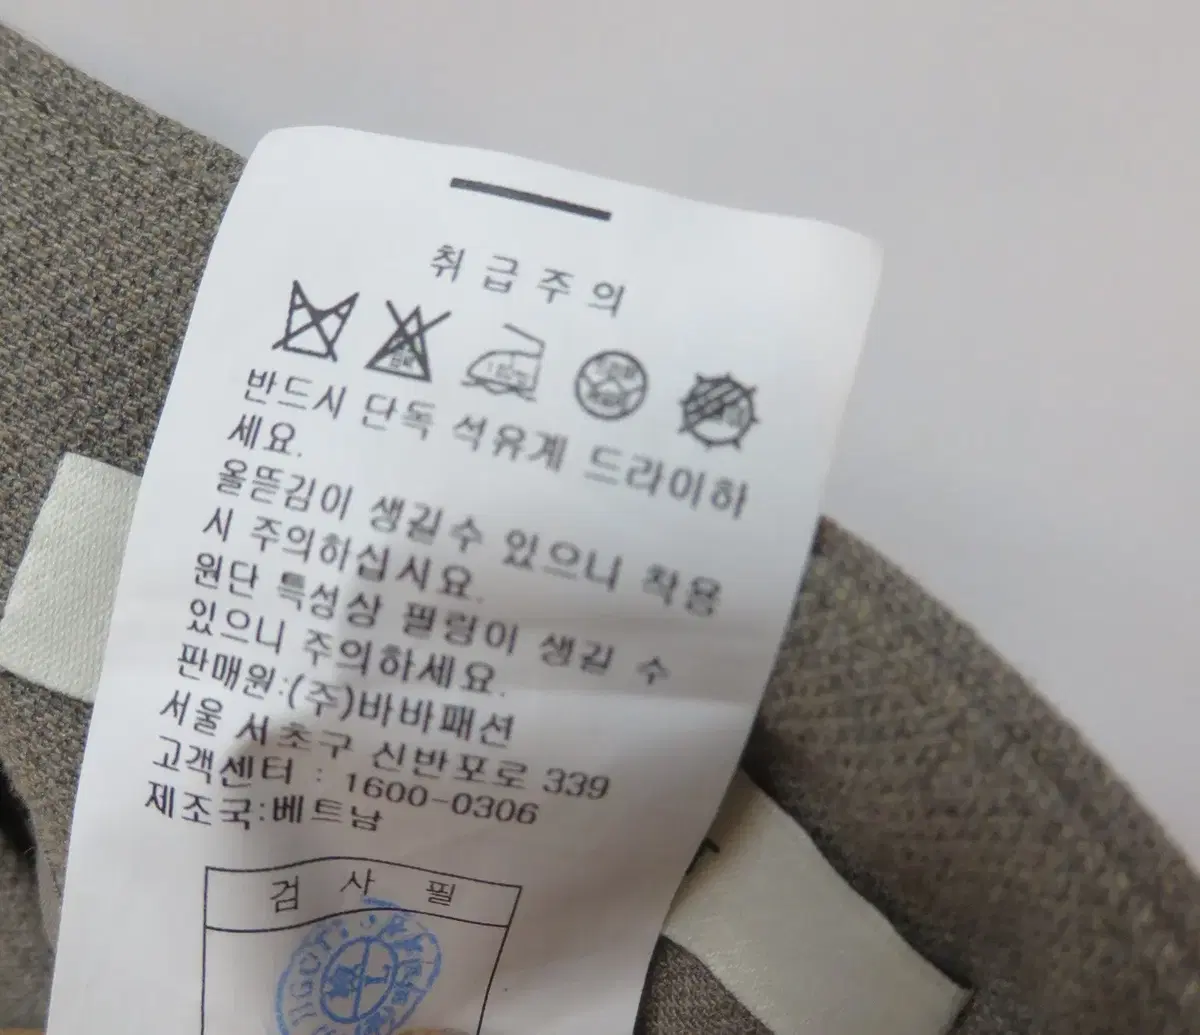 취급주의
반드시 단독 석유계 드라이하
세요.
올뜯김이 생길수 있으니 착용
시 주의하십시요.
원단 특성상 필링이 생길 수
있으니 주의하세요.
판매원:(주)바바패션
서울 서초구 신반포로 339
고객센터 : 1600-0306
제조국:베트남
검 사 필